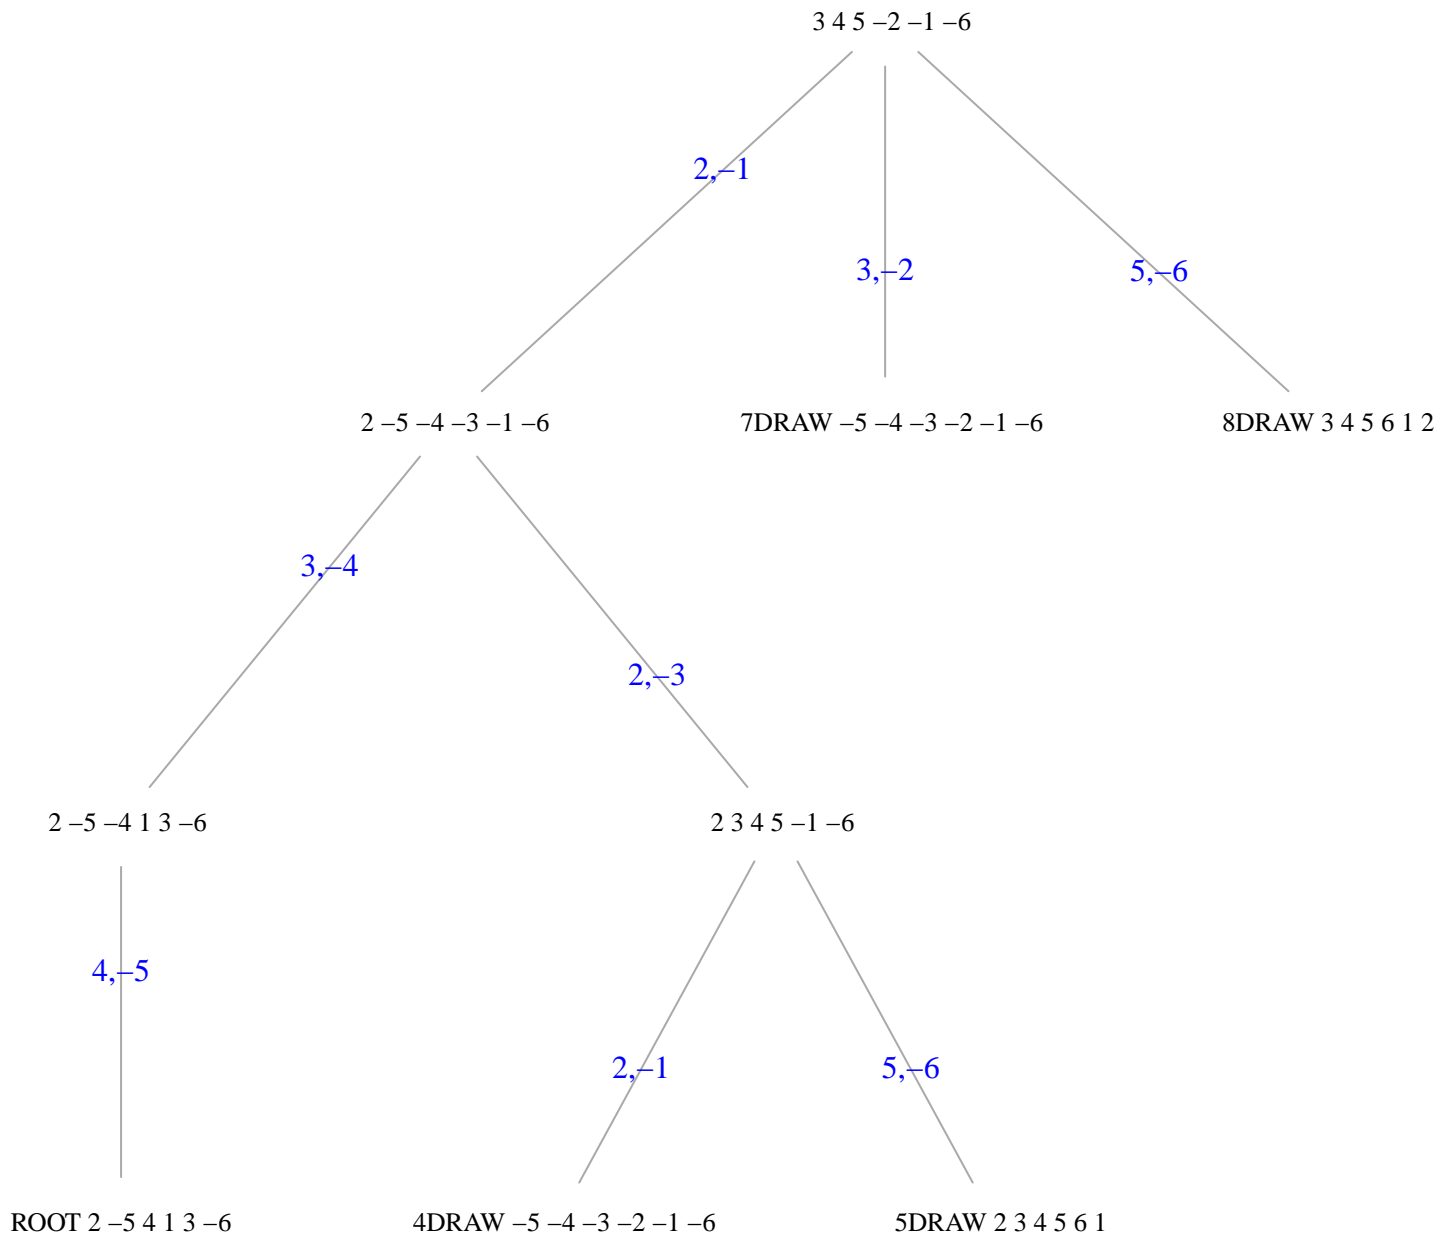 3 4 5 –2 –1 –6
2,–1
3,–2
5,–6
2 –5 –4 –3 –1 –6
7DRAW –5 –4 –3 –2 –1 –6
8DRAW 3 4 5 6 1 2
3,–4
2,–3
2 –5 –4 1 3 –6
2 3 4 5 –1 –6
4,–5
2,–1
5,–6
ROOT 2 –5 4 1 3 –6
4DRAW –5 –4 –3 –2 –1 –6
5DRAW 2 3 4 5 6 1